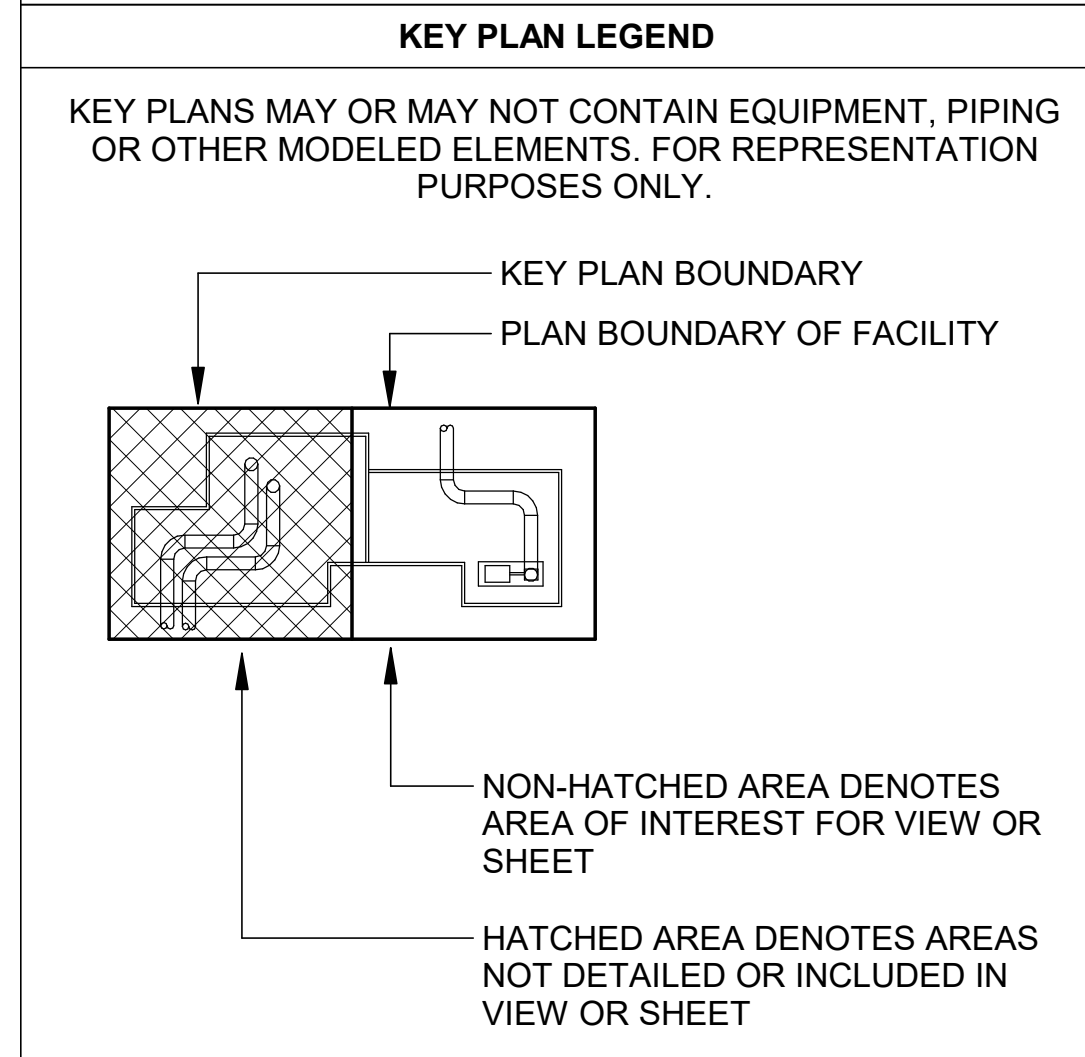 KEY PLAN LEGEND
KEY PLANS MAY OR MAY NOT CONTAIN EQUIPMENT, PIPING
OR OTHER MODELED ELEMENTS. FOR REPRESENTATION
PURPOSES ONLY.
KEY PLAN BOUNDARY
PLAN BOUNDARY OF FACILITY
NON-HATCHED AREA DENOTES
AREA OF INTEREST FOR VIEW OR
SHEET
HATCHED AREA DENOTES AREAS
NOT DETAILED OR INCLUDED IN
VIEW OR SHEET